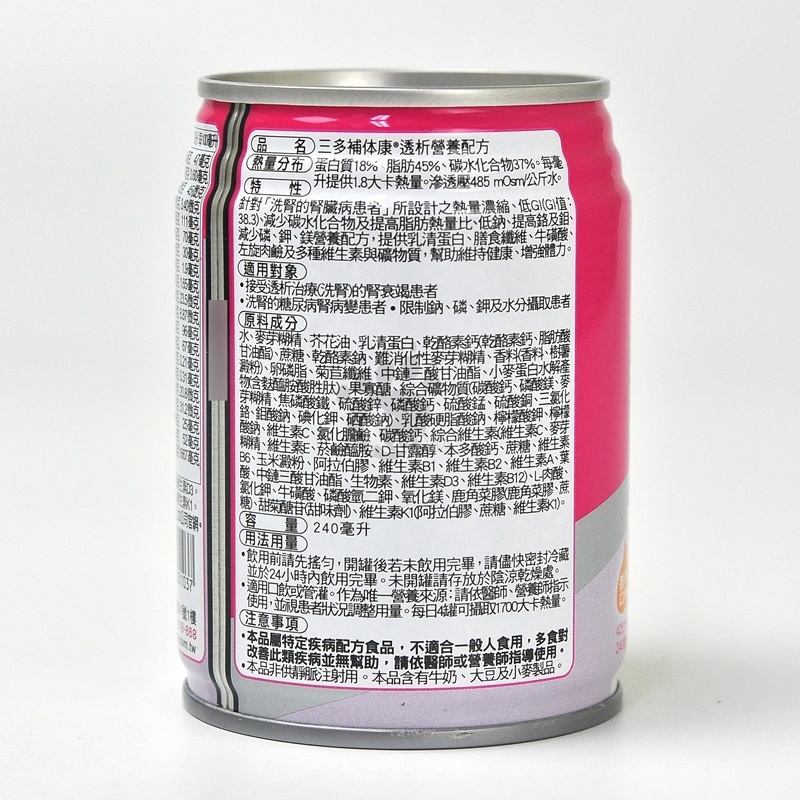 品 名 三多補体康®透析營養配方
熱量分布 蛋白質18%、脂肪45%、碳水化合物37%。每毫
特 性 升提供1.8大卡熱量。滲透壓485 mOsm/公斤水。
針對「洗腎的腎臟病患者」所設計之熱量濃縮、低GI(GI值：
38.3)、減少碳水化合物及提高脂肪熱量比、低鈉、提高鉻及鉬、
減少磷、鉀、鎂營養配方，提供乳清蛋白、膳食纖維、牛磺酸、
左旋肉鹼及多種維生素與礦物質，幫助維持健康、增強體力。
適用對象
•接受透析治療(洗腎)的腎衰竭患者
•洗腎的糖尿病腎病變患者•限制鈉、磷、鉀及水分攝取患者
原料成分
水、麥芽糊精、芥花油、乳清蛋白、乾酪素鈣(乾酪素鈣、脂肪酸
甘油酯)、蔗糖、乾酪素鈉、難消化性麥芽糊精、香料(香料、樹薯
澱粉)、卵磷脂、菊苣纖維、中鏈三酸甘油酯、小麥蛋白水解產
物(含麩醯胺酸胜肽)、果寡醣、綜合礦物質(碳酸鈣、磷酸鎂、麥
芽糊精、焦磷酸鐵、硫酸鋅、磷酸鈣、硫酸錳、硫酸銅、三氯化
鉻、鉬酸鈉、碘化鉀、硒酸鈉)、乳酸硬脂酸鈉、檸檬酸鉀、檸檬
酸鈉、維生素C、氯化膽鹼、碳酸鈣、綜合維生素(維生素C、麥芽
糊精、維生素E、菸鹼醯胺、D-甘露醇、本多酸鈣、蔗糖、維生素
B6、玉米澱粉、阿拉伯膠、維生素B1、維生素B2、維生素A、葉
酸、中鏈三酸甘油酯、生物素、維生素D3、維生素B12)、L-肉酸、
氯化鉀、牛磺酸、磷酸氫二鉀、氧化鎂、鹿角菜膠(鹿角菜膠、蔗
糖)、甜菊醣苷(甜味劑)、維生素K1(阿拉伯膠、蔗糖、維生素K1)。
容 量 240毫升
用法用量
•飲用前請先搖勻，開罐後若未飲用完畢，請儘快密封冷藏
並於24小時內飲用完畢。未開罐請存放於陰涼乾燥處。
•適用口飲或管灌。作為唯一營養來源：請依醫師、營養師指示
使用，並視患者狀況調整用量。每日4罐可攝取1700大卡熱量。
注意事項
•本品屬特定疾病配方食品，不適合一般人食用，多食對
改善此類疾病並無幫助，請依醫師或營養師指導使用。
•本品非供靜脈注射用。本品含有牛奶、大豆及小麥製品。